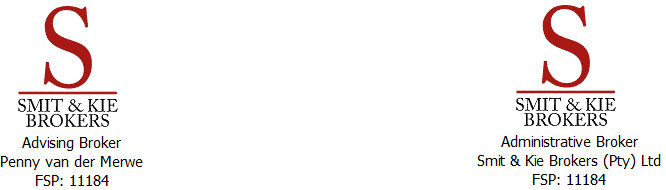 S
SMIT & KIE
BROKERS
Advising Broker
Penny van der Merwe
FSP: 11184
S
SMIT & KIE
BROKERS
Administrative Broker
Smit & Kie Brokers (Pty) Ltd
FSP: 11184